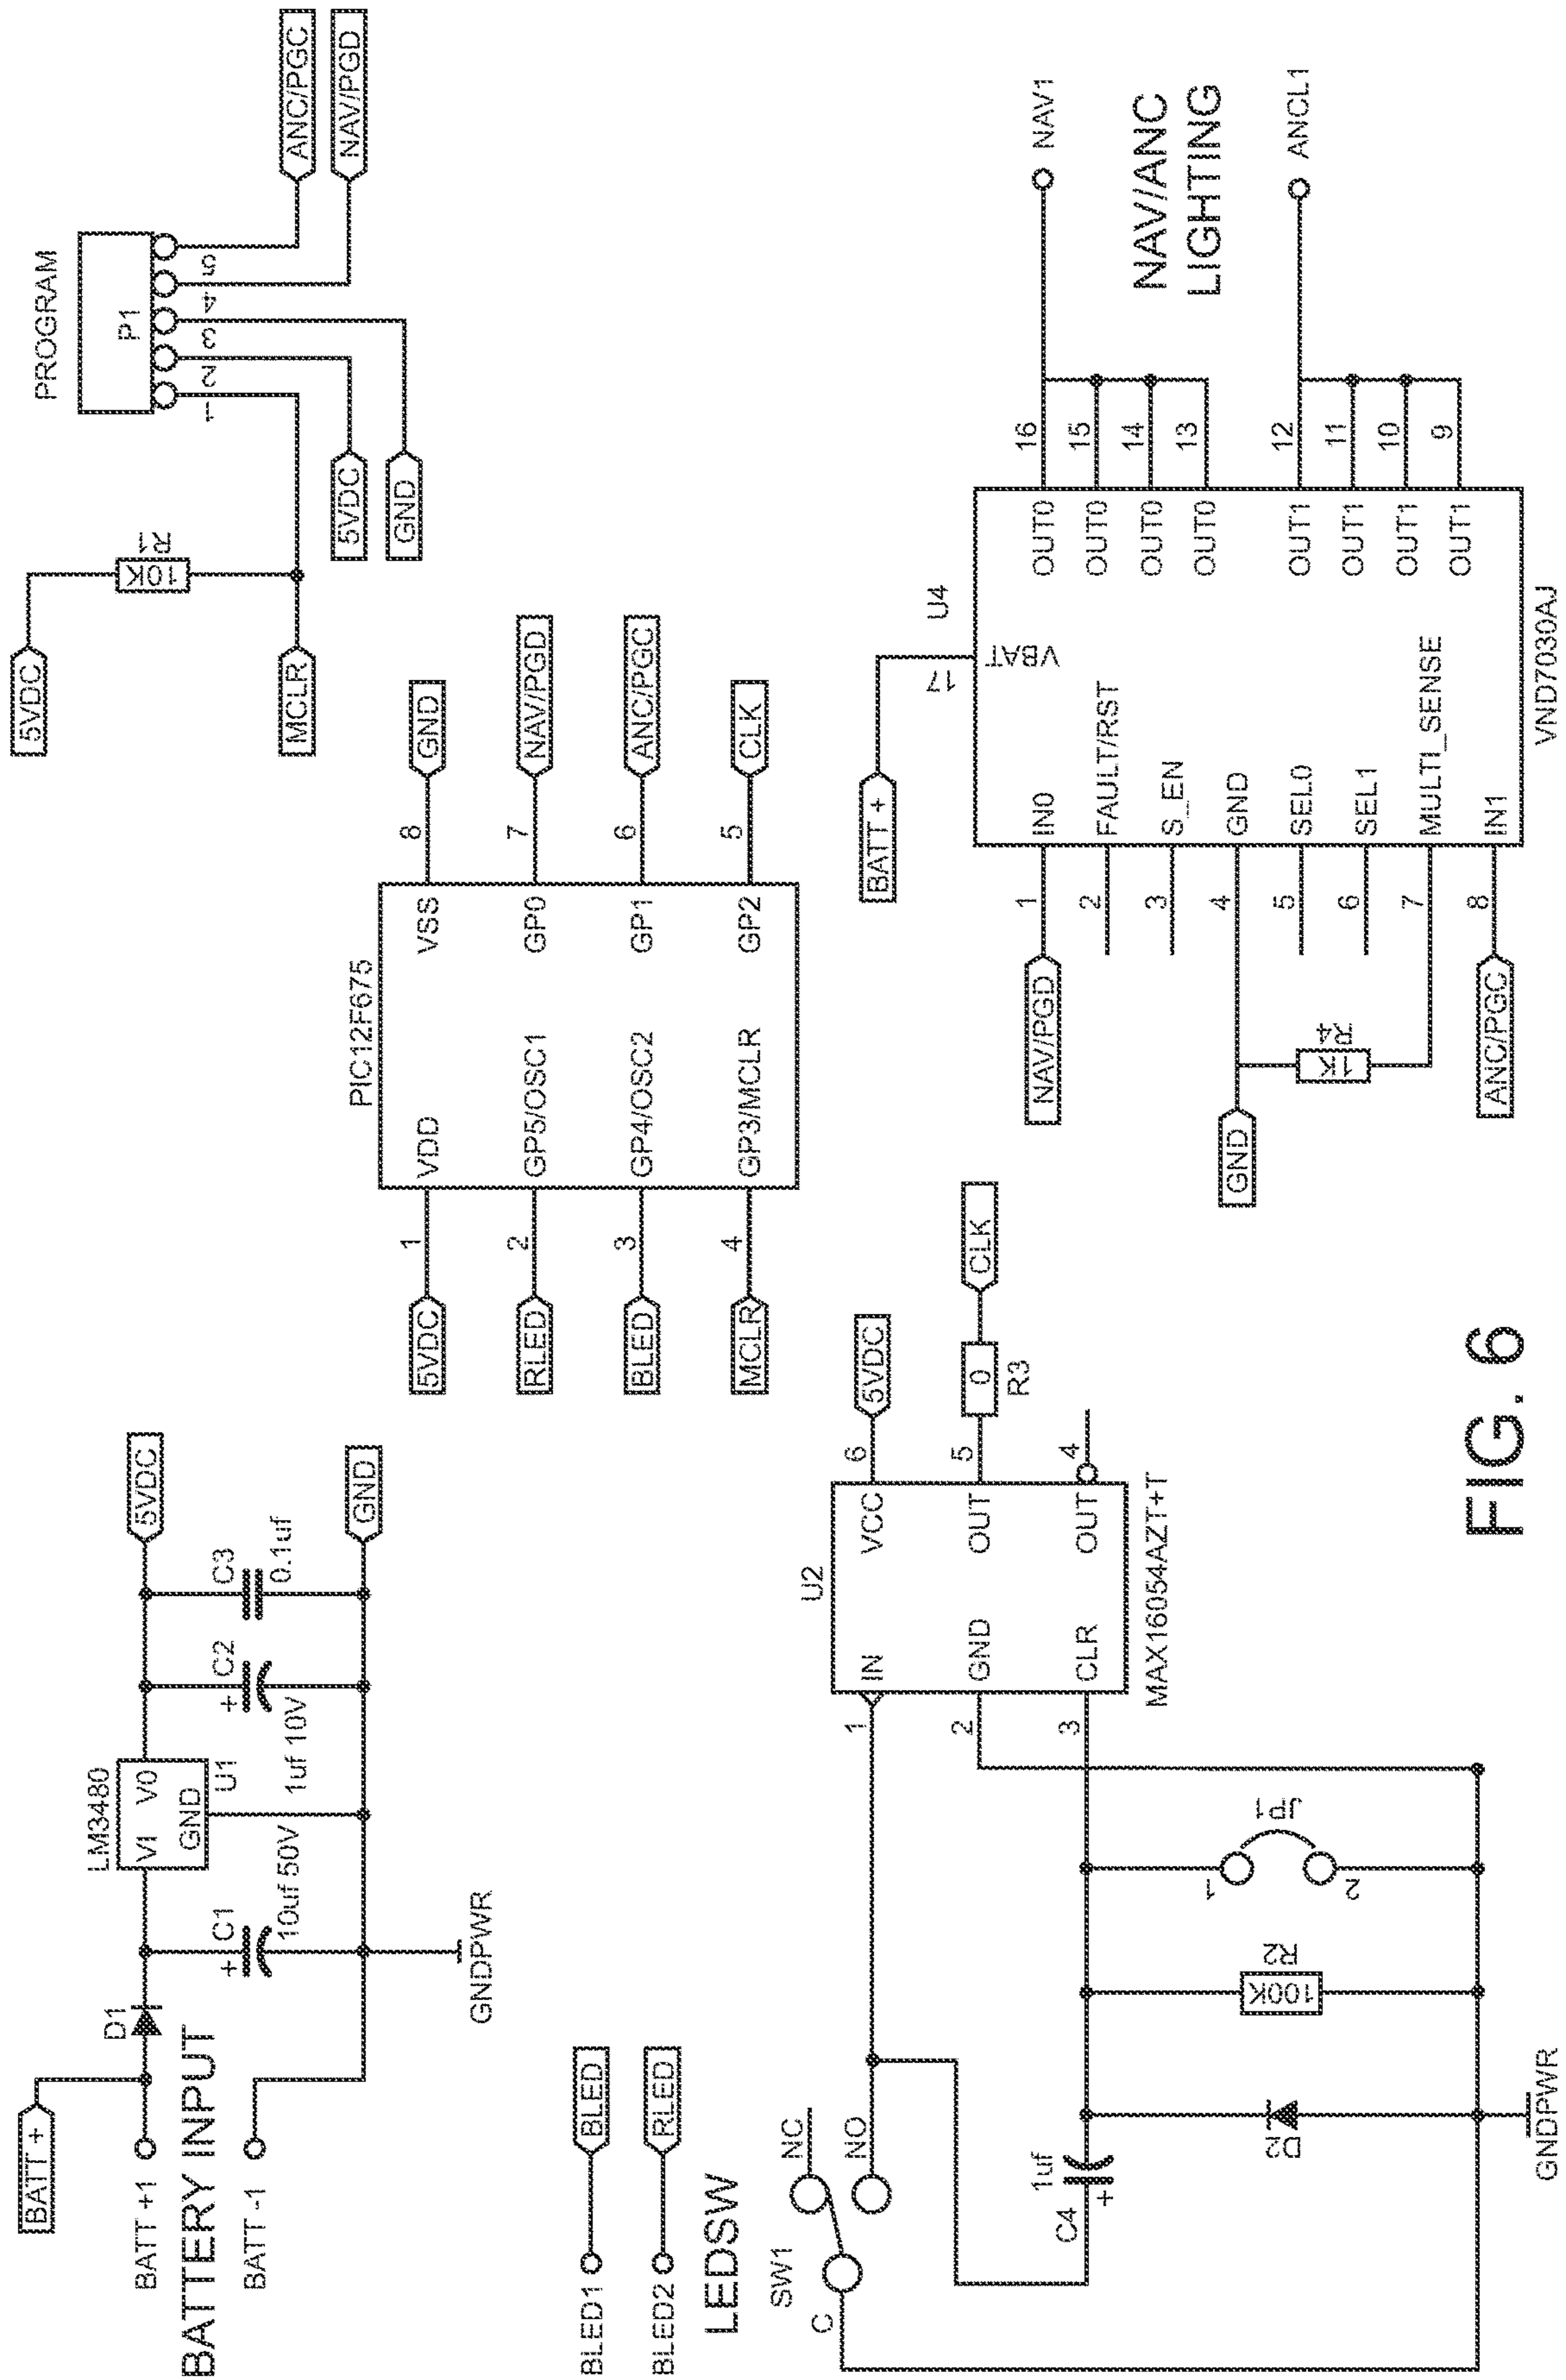 BATT +
BATT +1
BATTERY INPUT
BATT -1
D1
C1
+
10uf 50V
GNDPWR
LM3480
VI
V0
GND
U1
C2
+
1uf 10V
C3
0.1uf
5VDC
GND
5VDC
10K
R1
MCLR
PROGRAM
P1
1
2
3
4
5
5VDC
GND
ANC/PGC
NAV/PGD
BLED1
BLED
BLED2
RLED
LEDSW
PIC12F675
5VDC
1
VDD
VSS
8
GND
RLED
2
GP5/OSC1
GP0
7
NAV/PGD
BLED
3
GP4/OSC2
GP1
6
ANC/PGC
MCLR
4
GP3/MCLR
GP2
5
CLK
SW1
C
NC
NO
C4
1uf
+
D2
R2
100K
JP1
1
2
GNDPWR
U2
1
IN
VCC
6
5VDC
2
GND
OUT
5
0
R3
CLK
3
CLR
OUT
4
MAX16054AZT+T
BATT +
17
VBAT
U4
NAV/PGD
1
IN0
2
FAULT/RST
3
S_EN
GND
4
GND
5
SEL0
6
SEL1
7
MULTI_SENSE
1K
R4
ANC/PGC
8
IN1
OUT0
16
OUT0
15
OUT0
14
OUT0
13
OUT1
12
OUT1
11
OUT1
10
OUT1
9
VND7030AJ
NAV1
NAV/ANC
LIGHTING
ANCL1
FIG. 6